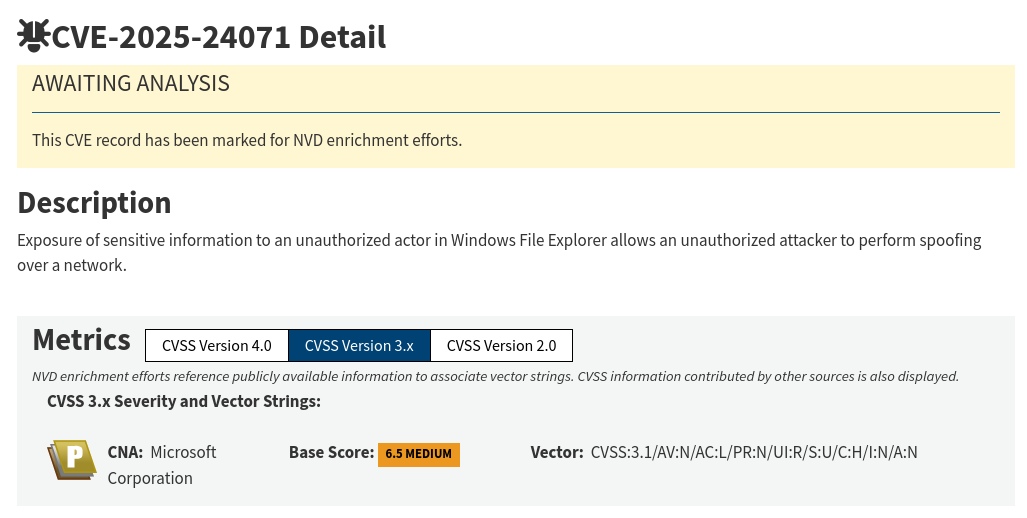 CVE-2025-24071 Detail
AWAITING ANALYSIS
This CVE record has been marked for NVD enrichment efforts.
Description
Exposure of sensitive information to an unauthorized actor in Windows File Explorer allows an unauthorized attacker to perform spoofing
over a network.
Metrics
CVSS Version 4.0
CVSS Version 3.x
CVSS Version 2.0
NVD enrichment efforts reference publicly available information to associate vector strings. CVSS information contributed by other sources is also displayed.
CVSS 3.x Severity and Vector Strings:
P
CNA: Microsoft
Corporation
Base Score: 6.5 MEDIUM
Vector: CVSS:3.1/AV:N/AC:L/PR:N/UI:R/S:U/C:H/I:N/A:N